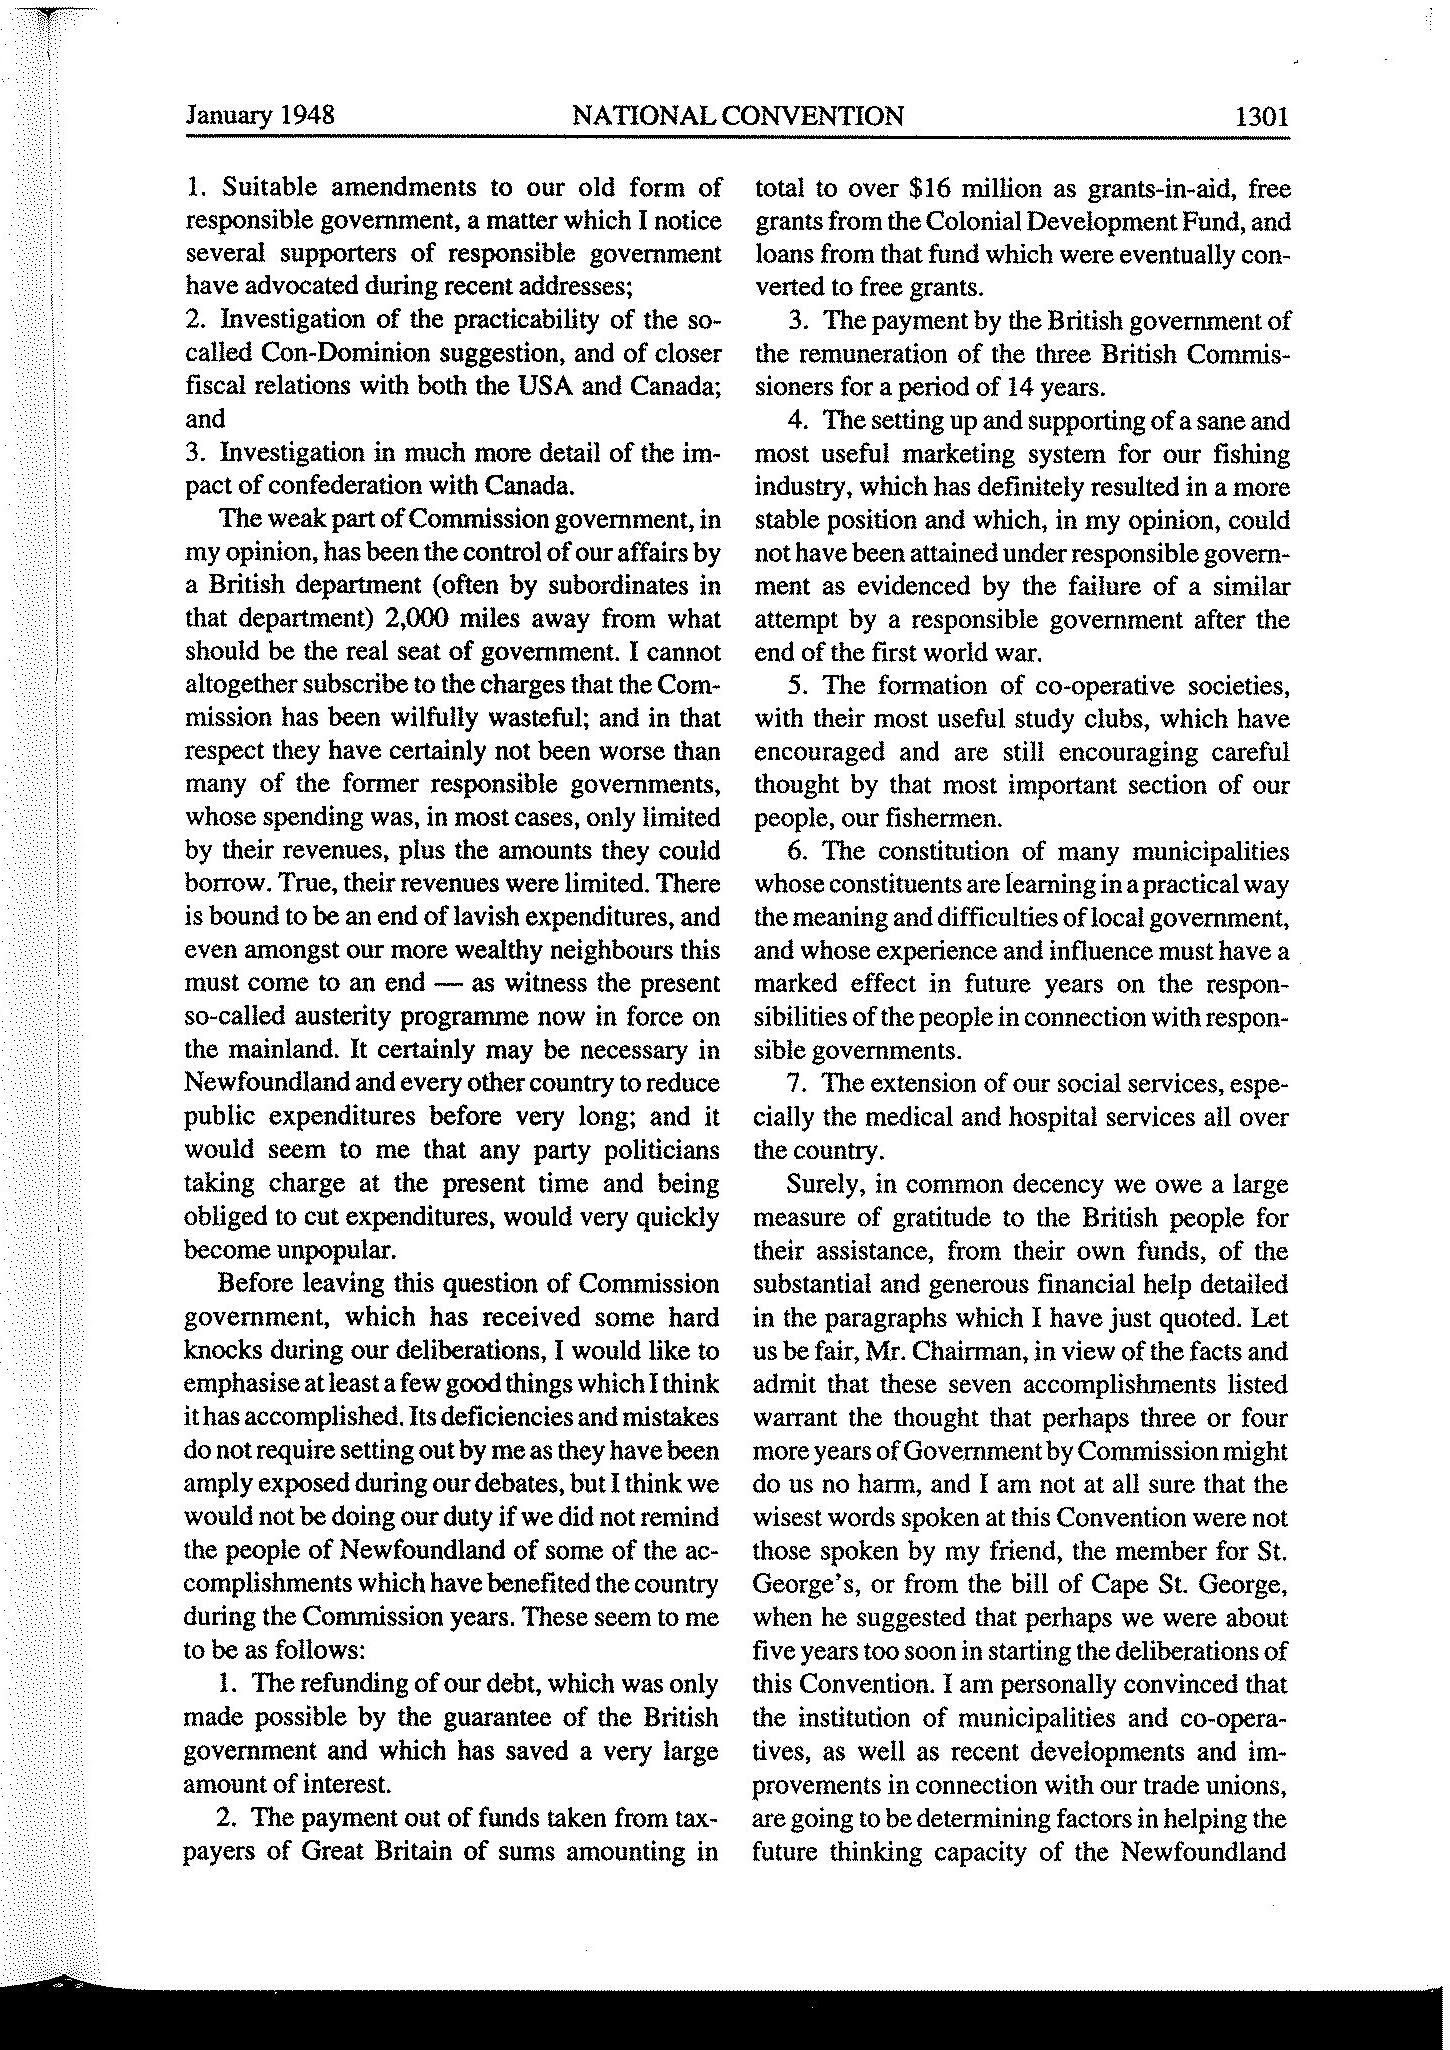 January 1948 NATIONAL CONVENTION 1301
1. Suitable amendments to our old form of
responsible government, a matter which I notice
several supporters of responsible government
have advocated during recent addresses;
2. Investigation of the practicability of the so-
called Con-Dominion suggestion, and of closer
fiscal relations with both the USA and Canada;
and
3. Investigation in much more detail of the im-
pact of confederation with Canada.
The weak part of Commission government, in
my opinion, has been the control of our affairs by
a British department (often by subordinates in
that department) 2,000 miles away from what
should be the real seat of government. I cannot
altogether subscribe to the charges that the Com-
mission has been wilfully wasteful; and in that
respect they have certainly not been worse than
many of the former responsible governments,
whose spending was, in most cases, only limited
by their revenues, plus the amounts they could
borrow. True, their revenues were limited. There
is bound to be an end of lavish expenditures, and
even amongst our more wealthy neighbours this
must come to an end — as witness the present
so-called austerity programme now in force on
the mainland. It certainly may be necessary in
Newfoundland and every other country to reduce
public expenditures before very long; and it
would seem to me that any party politicians
taking charge at the present time and being
obliged to cut expenditures, would very quickly
become unpopular.
Before leaving this question of Commission
government, which has received some hard
knocks during our deliberations, I would like to
emphasise at least a few good things which I think
it has accomplished. Its deficiencies and mistakes
do not require setting out by me as they have been
amply exposed during our debates, but I think we
would not be doing our duty if we did not remind
the people of Newfoundland of some of the ac-
complishments which have benefited the country
during the Commission years. These seem to me
to be as follows:
1. The refunding of our debt, which was only
made possible by the guarantee of the British
government and which has saved a very large
amount of interest.
2. The payment out of funds taken from tax-
payers of Great Britain of sums amounting in
total to over $16 million as grants-in-aid, free
grants from the Colonial Development Fund, and
loans from that fund which were eventually con-
verted to free grants.
3. The payment by the British government of
the remuneration of the three British Commis-
sioners for a period of 14 years.
4. The setting up and supporting of a sane and
most useful marketing system for our fishing
industry, which has definitely resulted in a more
stable position and which, in my opinion, could
not have been attained under responsible govern-
ment as evidenced by the failure of a similar
attempt by a responsible government after the
end of the first world war.
5. The formation of co-operative societies,
with their most useful study clubs, which have
encouraged and are still encouraging careful
thought by that most important section of our
people, our fishermen.
6. The constitution of many municipalities
whose constituents are learning in a practical way
the meaning and difficulties of local government,
and whose experience and influence must have a
marked effect in future years on the respon-
sibilities of the people in connection with respon-
sible governments.
7. The extension of our social services, espe-
cially the medical and hospital services all over
the country.
Surely, in common decency we owe a large
measure of gratitude to the British people for
their assistance, from their own funds, of the
substantial and generous financial help detailed
in the paragraphs which I have just quoted. Let
us be fair, Mr. Chairman, in view of the facts and
admit that these seven accomplishments listed
warrant the thought that perhaps three or four
more years of Government by Commission might
do us no harm, and I am not at all sure that the
wisest words spoken at this Convention were not
those spoken by my friend, the member for St.
George's, or from the bill of Cape St. George,
when he suggested that perhaps we were about
five years too soon in starting the deliberations of
this Convention. I am personally convinced that
the institution of municipalities and co-opera-
tives, as well as recent developments and im-
provements in connection with our trade unions,
are going to be determining factors in helping the
future thinking capacity of the Newfoundland